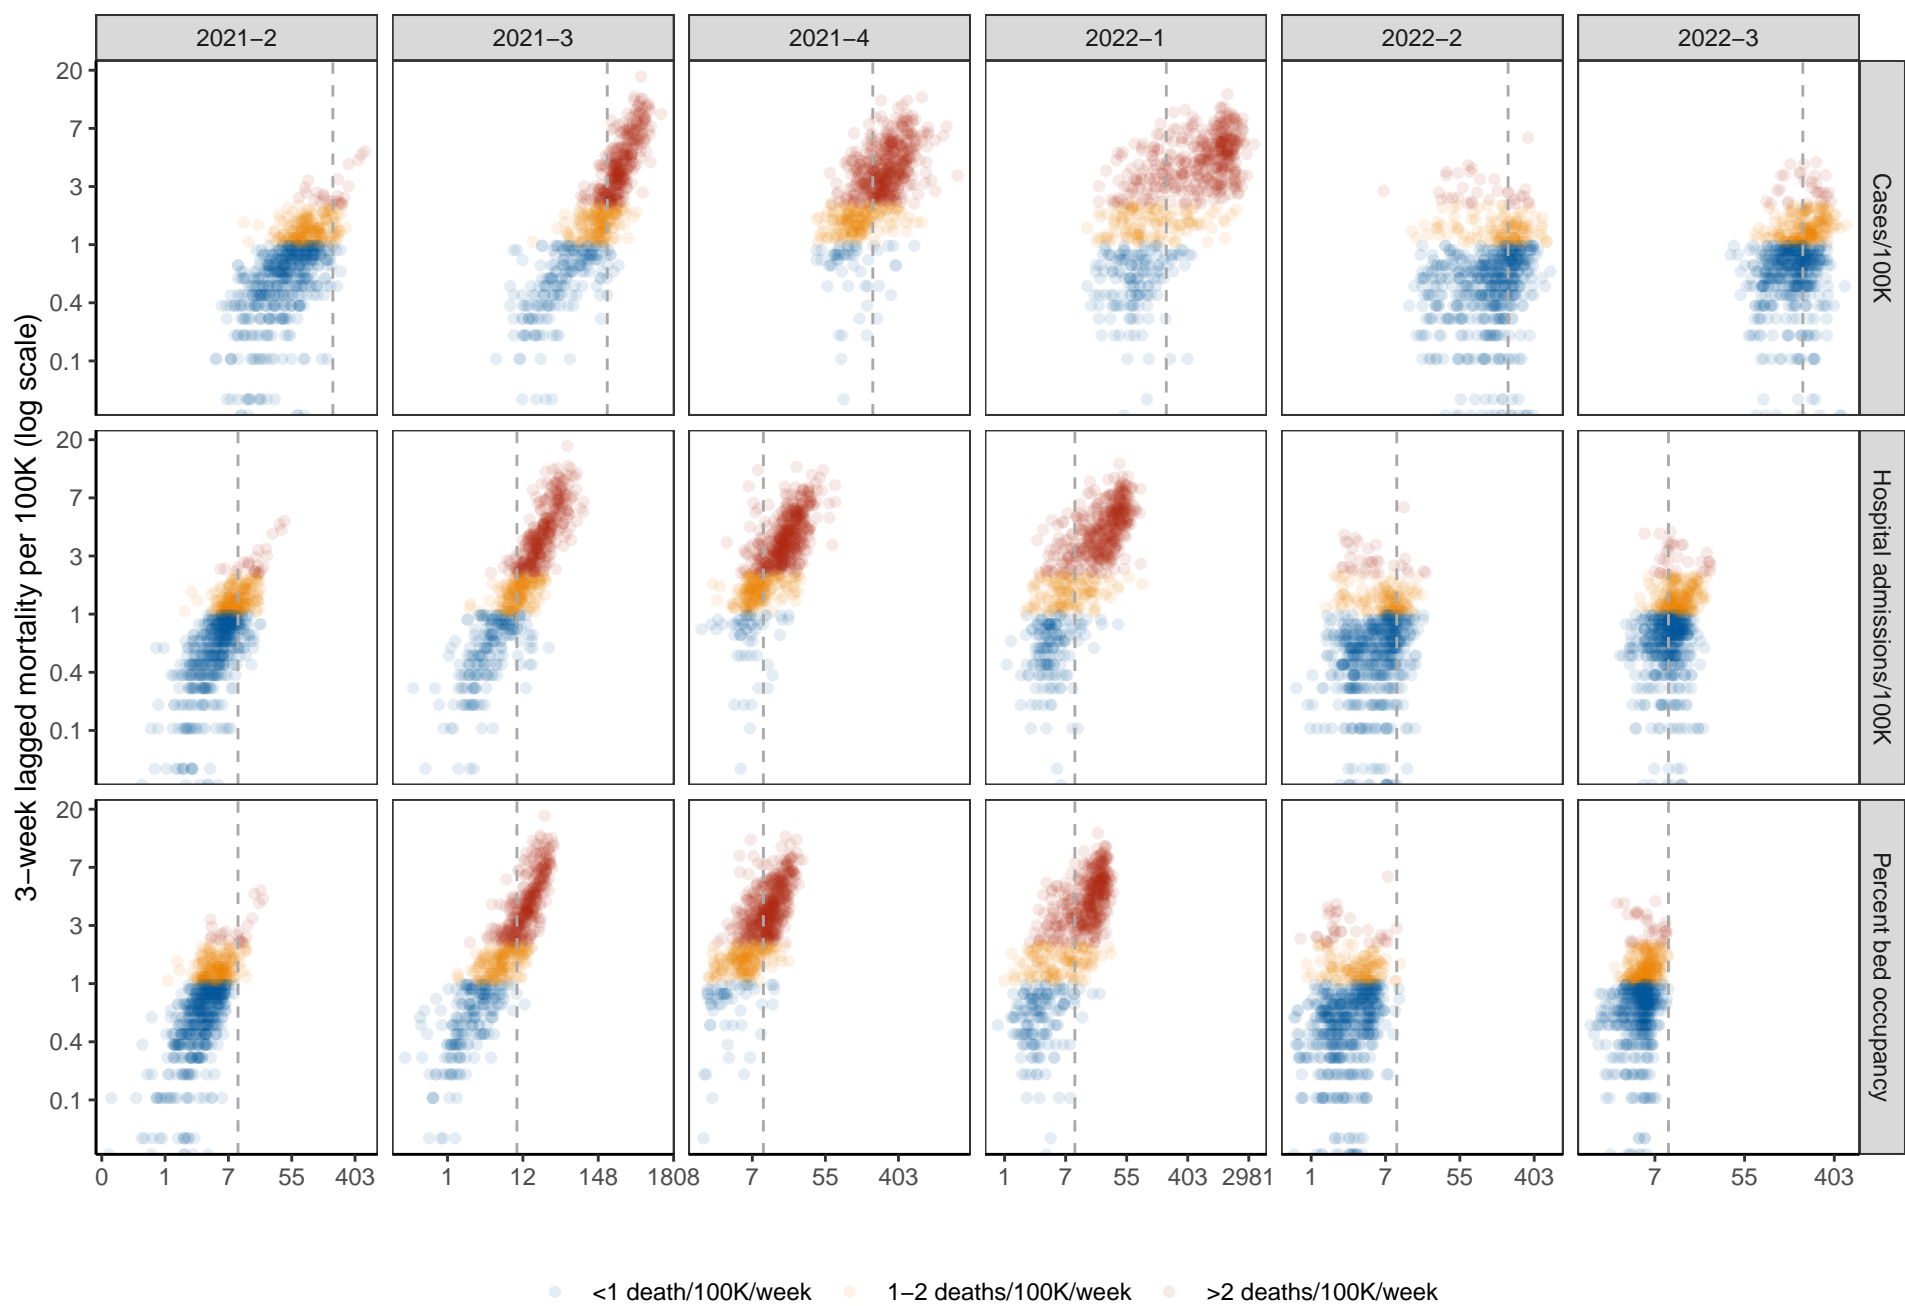 2021−2 2021−3 2021−4 2022−1 2022−2 2022−3
3−week lagged mortality per 100K (log scale)
20
7
3
1
0.4
0.1
Cases/100K
20
7
3
1
0.4
0.1
Hospital admissions/100K
20
7
3
1
0.4
0.1
Percent bed occupancy
0 1 7 55 403 1 12 148 1808 7 55 403 1 7 55 403 2981 1 7 55 403 7 55 403
<1 death/100K/week 1−2 deaths/100K/week >2 deaths/100K/week